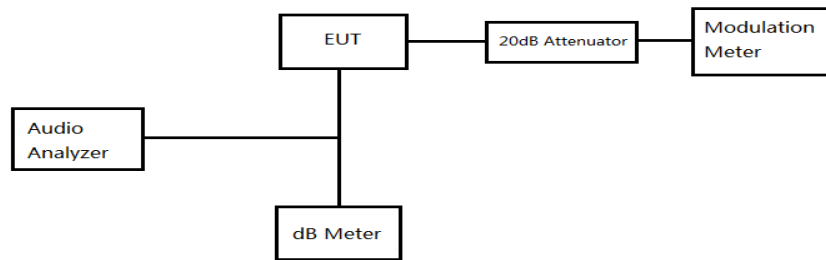 EUT
20dB Attenuator
Modulation
Meter
Audio
Analyzer
dB Meter